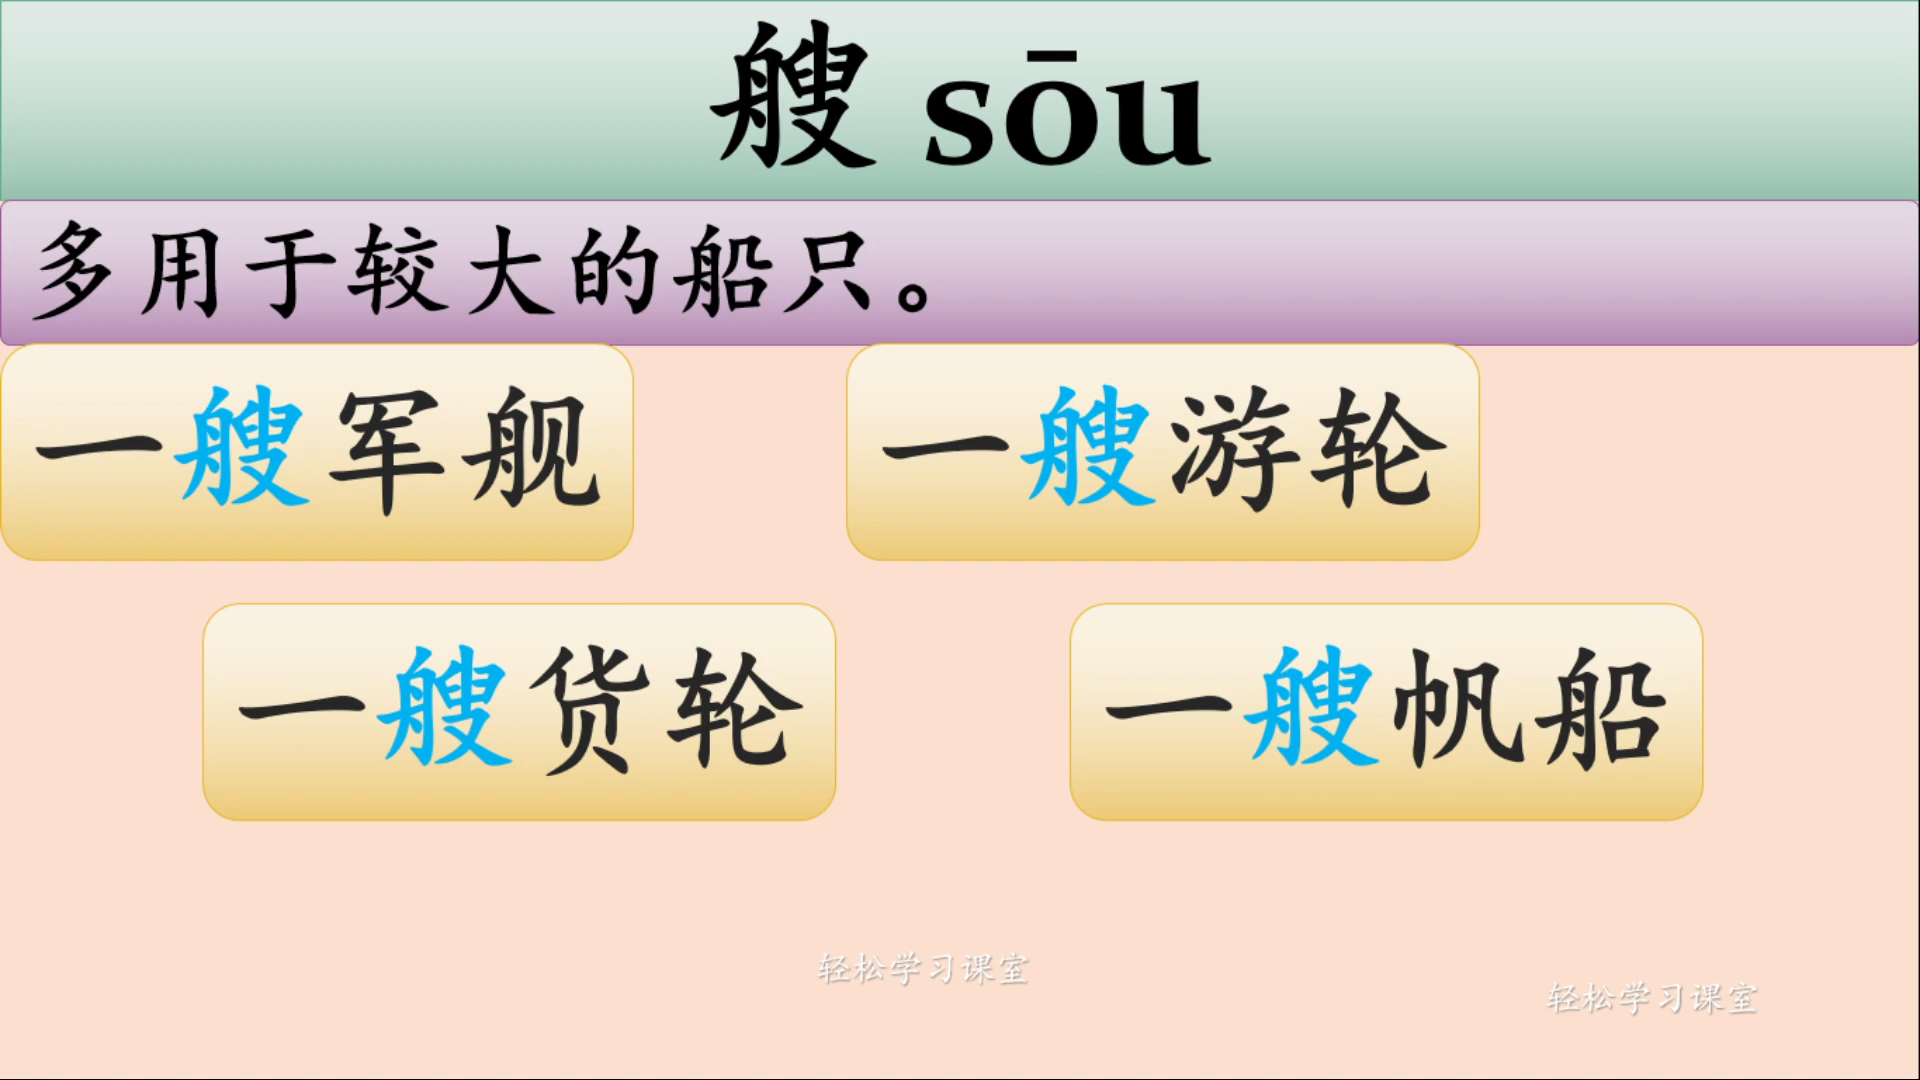 艘 sōu
多用于较大的船只。
一艘军舰
一艘游轮
一艘货轮
一艘帆船
轻松学习课堂
轻松学习课堂